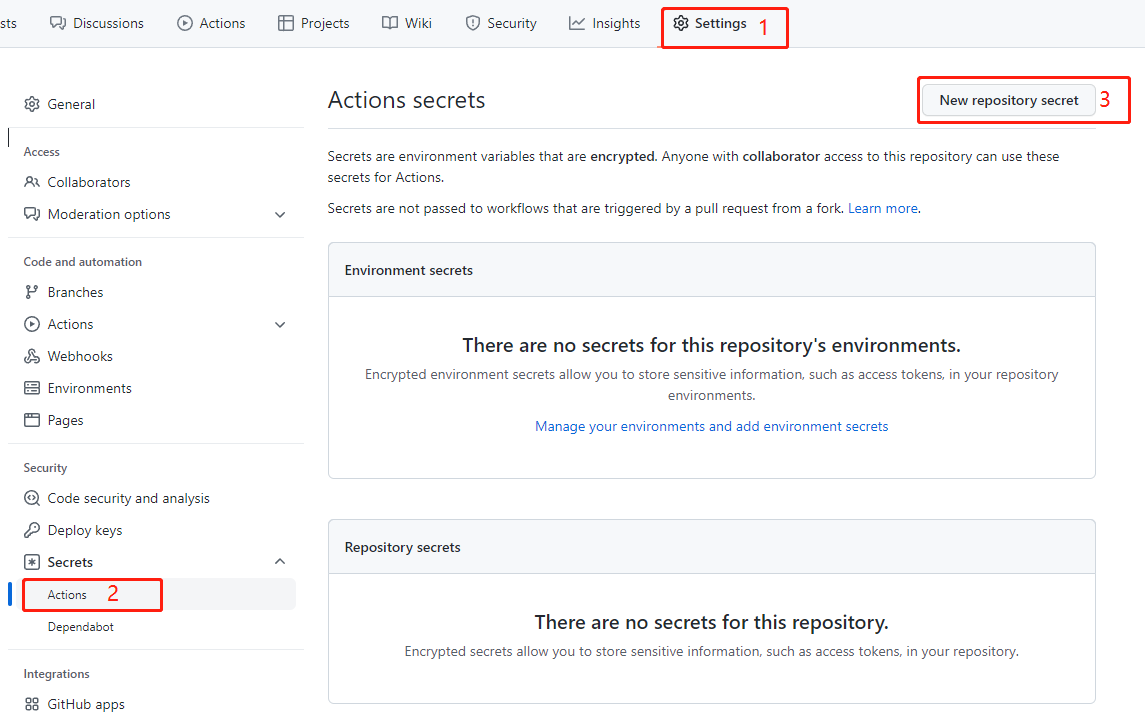 sts Discussions Actions Projects Wiki Security Insights Settings 1
General
Access
Collaborators
Moderation options
Code and automation
Branches
Actions
Webhooks
Environments
Pages
Security
Code security and analysis
Deploy keys
Secrets
Actions 2
Dependabot
Integrations
GitHub apps
Actions secrets
New repository secret 3
Secrets are environment variables that are encrypted. Anyone with collaborator access to this repository can use these
secrets for Actions.
Secrets are not passed to workflows that are triggered by a pull request from a fork. Learn more.
Environment secrets
There are no secrets for this repository's environments.
Encrypted environment secrets allow you to store sensitive information, such as access tokens, in your repository
environments.
Manage your environments and add environment secrets
Repository secrets
There are no secrets for this repository.
Encrypted secrets allow you to store sensitive information, such as access tokens, in your repository.